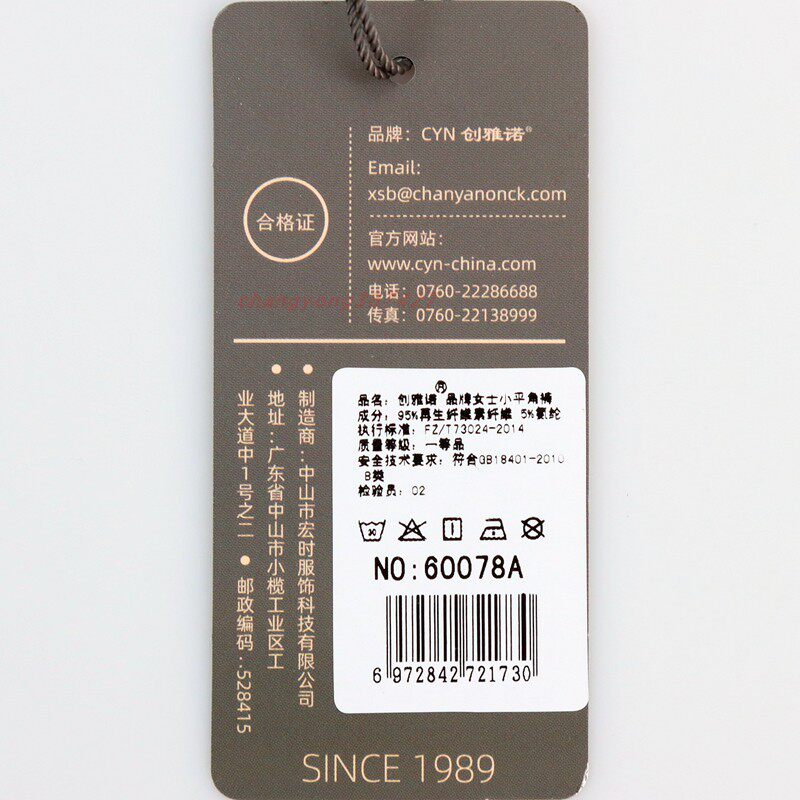 品牌：CYN 创雅诺®
Email:
xsb@chanyanonck.com
合格证
官方网站：
www.cyn-china.com
电话：0760-22286688
传真：0760-22138999
● 制造商：中山市宏时服饰科技有限公司
● 地址：广东省中山市小榄工业区工
业大道中1号之二 ● 邮政编码：528415
品名：创雅诺® 品牌女士小平角裤
成分：95%再生纤维素纤维 5%氨纶
执行标准：FZ/T73024-2014
质量等级：一等品
安全技术要求：符合GB18401-2010
B类
检验员：02
NO:60078A
6 972842 721730
SINCE 1989